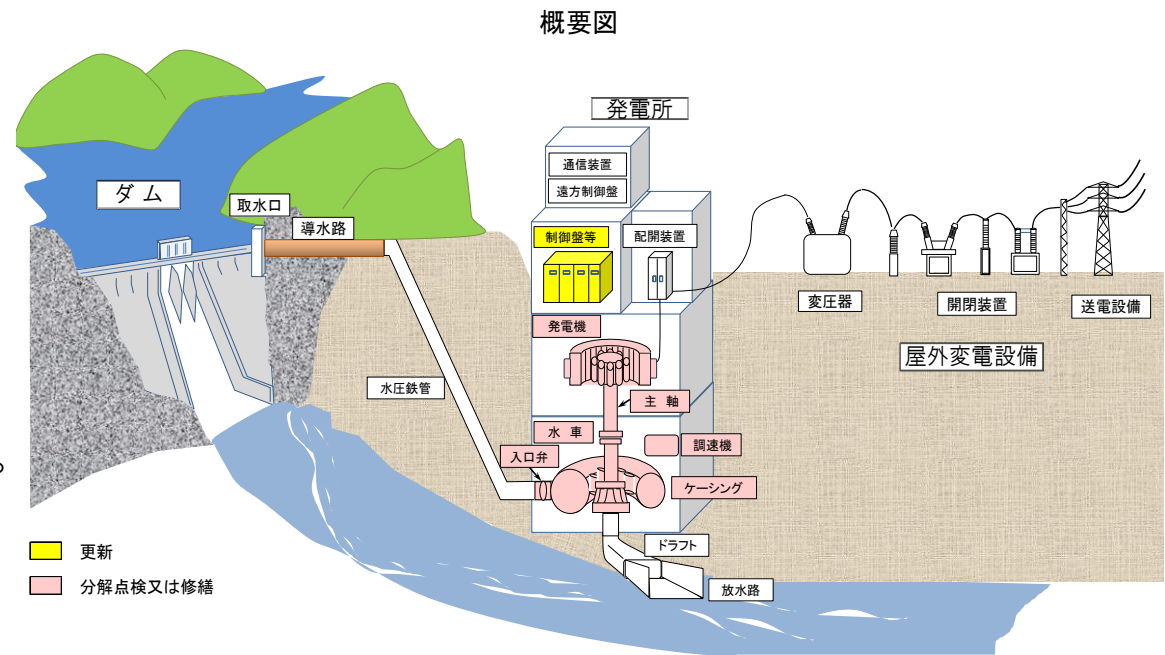 概要図
発電所
通信装置
遠方制御盤
ダム
取水口
導水路
制御盤等
配開装置
発電機
変圧器
開閉装置
送電設備
屋外変電設備
水圧鉄管
主 軸
水 車
調速機
入口弁
ケーシング
ドラフト
放水路
更新
分解点検又は修繕